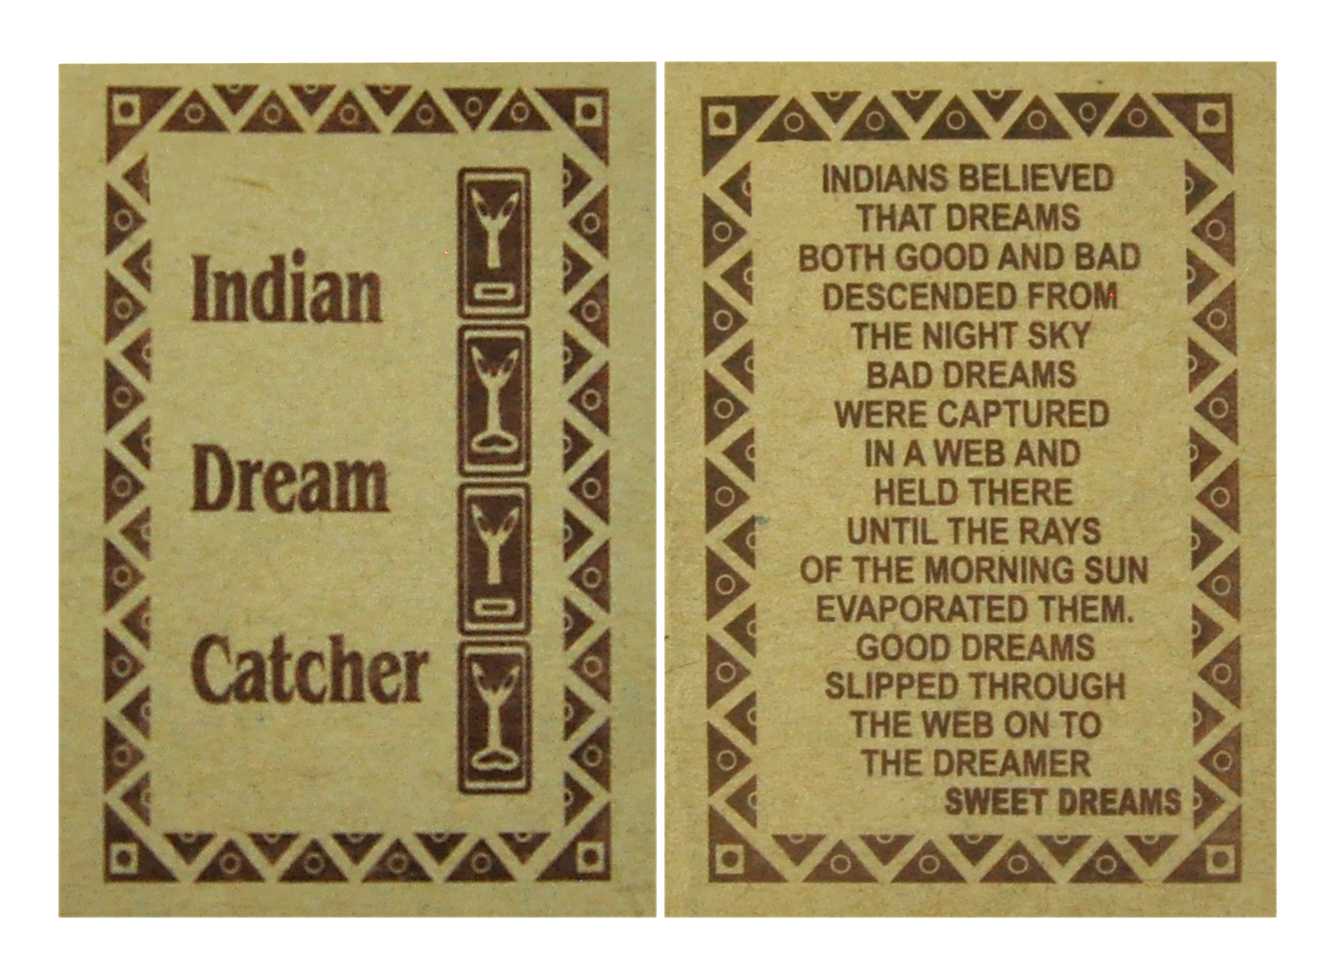 Indian
Dream
Catcher
INDIANS BELIEVED
THAT DREAMS
BOTH GOOD AND BAD
DESCENDED FROM
THE NIGHT SKY
BAD DREAMS
WERE CAPTURED
IN A WEB AND
HELD THERE
UNTIL THE RAYS
OF THE MORNING SUN
EVAPORATED THEM.
GOOD DREAMS
SLIPPED THROUGH
THE WEB ON TO
THE DREAMER
SWEET DREAMS